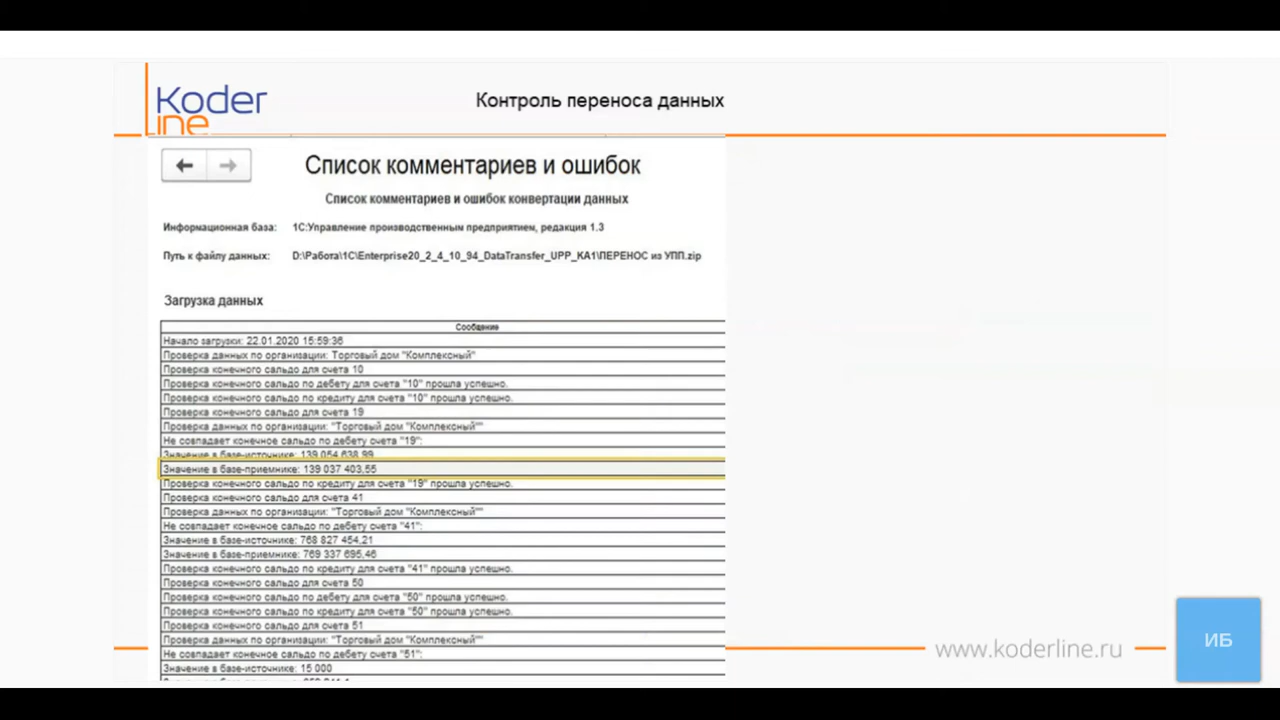 Koder
line
Контроль переноса данных
Список комментариев и ошибок
Список комментариев и ошибок конвертации данных
Информационная база: 1С:Управление производственным предприятием, редакция 1.3
Путь к файлу данных: D:\Работа\1С\Enterprise20_2_4_10_94_DataTransfer_UPP_KA1\ПЕРЕНОС из УПП.zip
Загрузка данных
Сообщение
Начало загрузки: 22.01.2020 15:59:36
Проверка данных по организации: Торговый дом "Комплексный"
Проверка конечного сальдо для счета 10
Проверка конечного сальдо по дебету для счета "10" прошла успешно.
Проверка конечного сальдо по кредиту для счета "10" прошла успешно.
Проверка конечного сальдо для счета 19
Проверка данных по организации: "Торговый дом "Комплексный""
Не совпадает конечное сальдо по дебету счета "19":
Значение в базе-источнике: 139 054 638,99
Значение в базе-приемнике: 139 037 403,55
Проверка конечного сальдо по кредиту для счета "19" прошла успешно.
Проверка конечного сальдо для счета 41
Проверка данных по организации: "Торговый дом "Комплексный""
Не совпадает конечное сальдо по дебету счета "41":
Значение в базе-источнике: 768 827 454,21
Значение в базе-приемнике: 769 337 695,46
Проверка конечного сальдо по кредиту для счета "41" прошла успешно.
Проверка конечного сальдо для счета 50
Проверка конечного сальдо по дебету для счета "50" прошла успешно.
Проверка конечного сальдо по кредиту для счета "50" прошла успешно.
Проверка конечного сальдо для счета 51
Проверка данных по организации: "Торговый дом "Комплексный""
Не совпадает конечное сальдо по дебету счета "51":
Значение в базе-источнике: 15 000
www.koderline.ru
ИБ